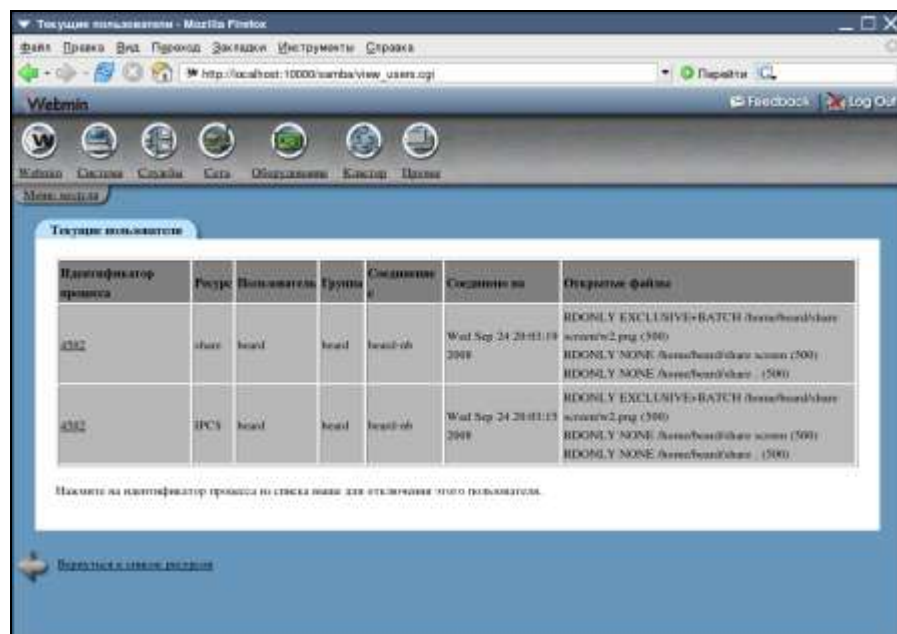 Текущие пользователи - Mozilla Firefox
Файл Правка Вид Переход Закладки Инструменты Справка
http://localhost:10000/samba/view_users.cgi Перейти
Webmin Feedback Log Out
Webmin Система Службы Сеть Оборудование Кластер Прочее
Меню модуля
Текущие пользователи
Идентификатор процесса Ресурс Пользователь Группа Соединение Соединено на Открытые файлы
4582 share beard beard beard-nb Wed Sep 24 20:03:19 2008
RDONLY EXCLUSIVE+BATCH /home/beard/share
screen/w2.png (500)
RDONLY NONE /home/beard/share screen (500)
RDONLY NONE /home/beard/share . (500)
4582 IPC$ beard beard beard-nb Wed Sep 24 20:03:15 2008
RDONLY EXCLUSIVE+BATCH /home/beard/share
screen/w2.png (500)
RDONLY NONE /home/beard/share screen (500)
RDONLY NONE /home/beard/share . (500)
Нажмите на идентификатор процесса из списка выше для отключения этого пользователя.
Вернуться к списку ресурсов